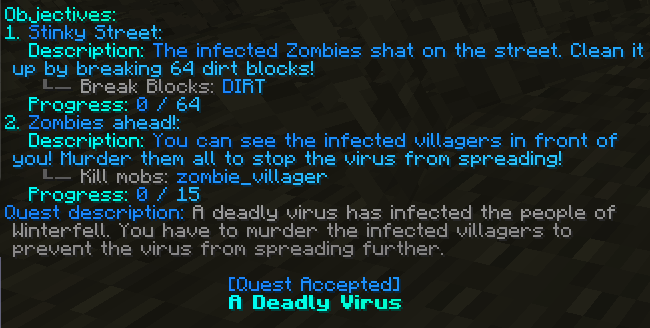 Objectives:
1. Stinky Street:
Description: The infected Zombies shat on the street. Clean it
up by breaking 64 dirt blocks!
Break Blocks: DIRT
Progress: 0 / 64
2. Zombies ahead!:
Description: You can see the infected villagers in front of
you! Murder them all to stop the virus from spreading!
Kill mobs: zombie_villager
Progress: 0 / 15
Quest description: A deadly virus has infected the people of
Winterfell. You have to murder the infected villagers to
prevent the virus from spreading further.
[Quest Accepted]
A Deadly Virus